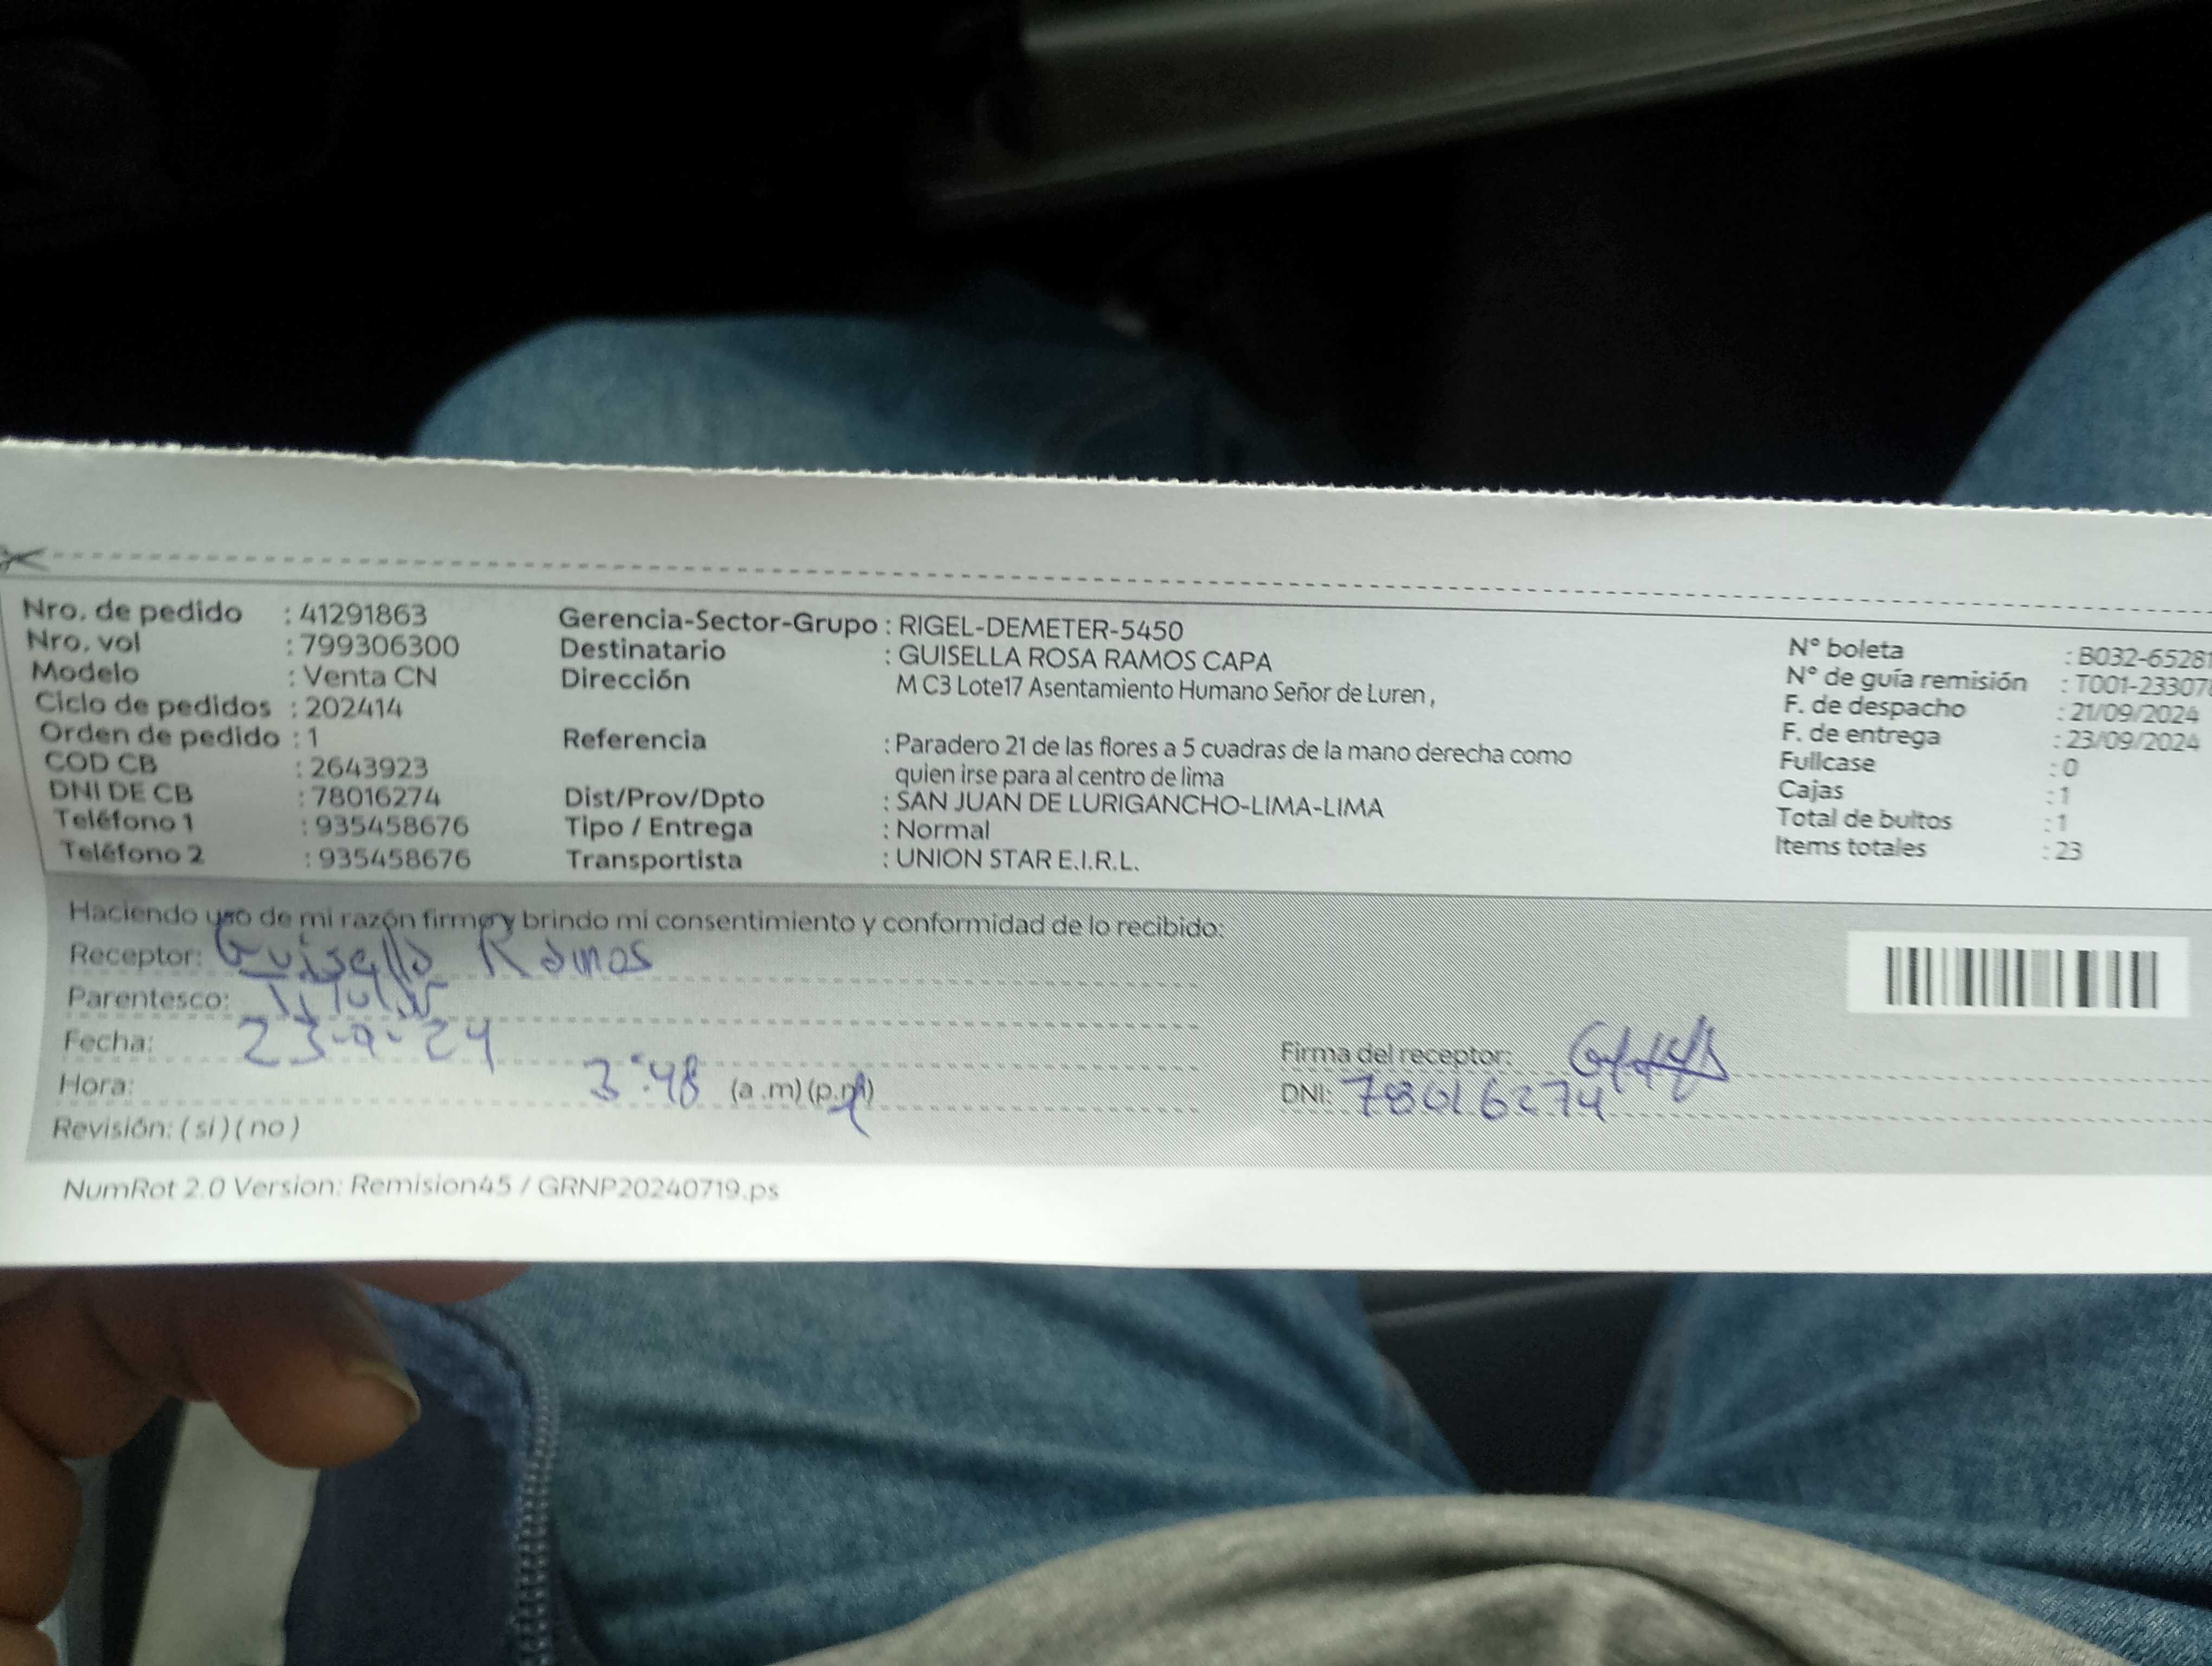 Nro. de pedido : 41291863
Nro. vol : 799306300
Modelo : Venta CN
Ciclo de pedidos : 202414
Orden de pedido : 1
COD CB : 2643923
DNI DE CB : 78016274
Teléfono 1 : 935458676
Teléfono 2 : 935458676
Gerencia-Sector-Grupo : RIGEL-DEMETER-5450
Destinatario : GUISELLA ROSA RAMOS CAPA
Dirección M C3 Lote17 Asentamiento Humano Señor de Luren ,
Referencia : Paradero 21 de las flores a 5 cuadras de la mano derecha como
quien irse para al centro de lima
Dist/Prov/Dpto : SAN JUAN DE LURIGANCHO-LIMA-LIMA
Tipo / Entrega : Normal
Transportista : UNION STAR E.I.R.L.
N° boleta : B032-65281
N° de guía remisión : T001-23307
F. de despacho : 21/09/2024
F. de entrega : 23/09/2024
Fullcase : 0
Cajas : 1
Total de bultos : 1
Items totales : 23
Haciendo uso de mi razón firmo y brindo mi consentimiento y conformidad de lo recibido:
Receptor: Guisella Ramos
Parentesco: Titular
Fecha: 23-9-24
Hora: 3:48 (a .m) (p.m)
Revisión: ( si ) ( no )
Firma del receptor:
DNI: 78016274
NumRot 2.0 Version: Remision45 / GRNP20240719.ps